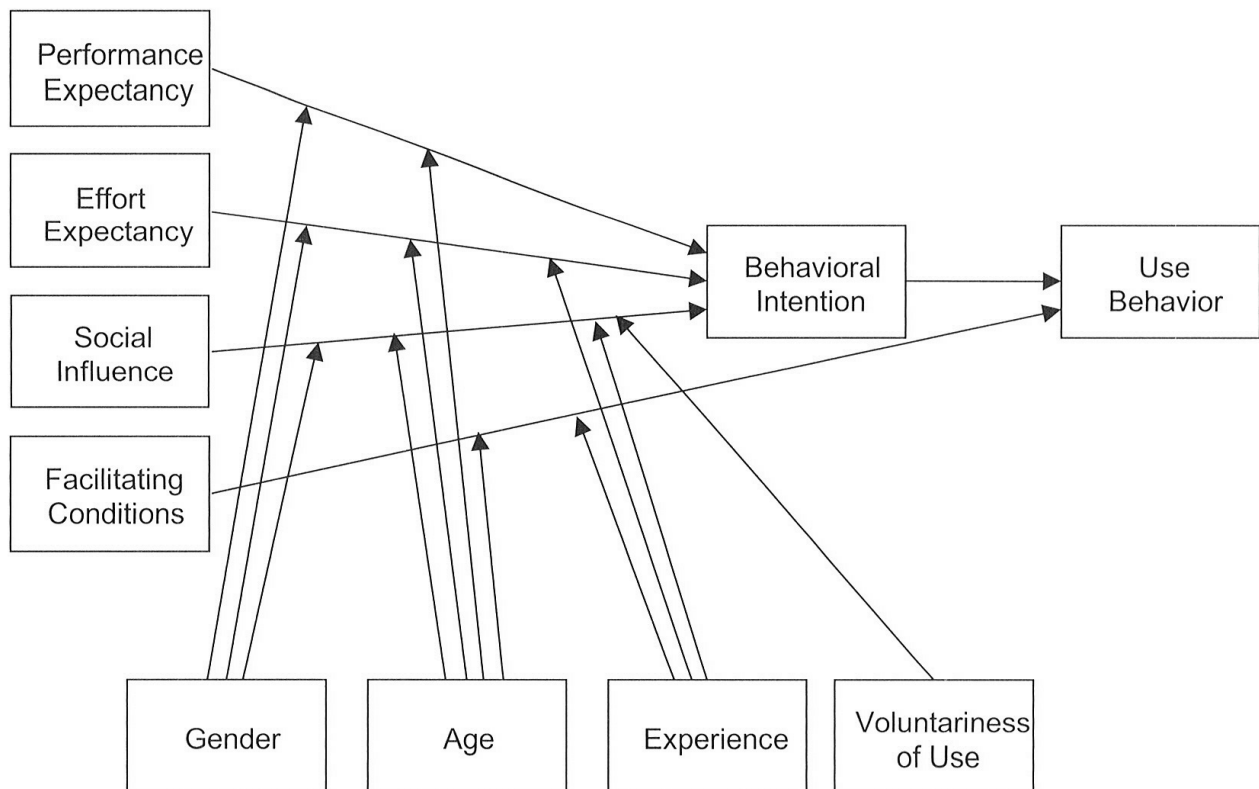 Performance
Expectancy
Effort
Expectancy
Social
Influence
Facilitating
Conditions
Behavioral
Intention
Use
Behavior
Gender
Age
Experience
Voluntariness
of Use